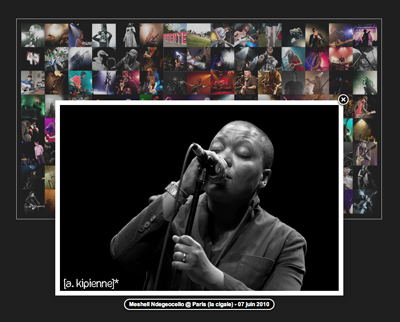 [a. kipienne]*
Meshell Ndegeocello @ Paris (la cigale) - 07 juin 2010